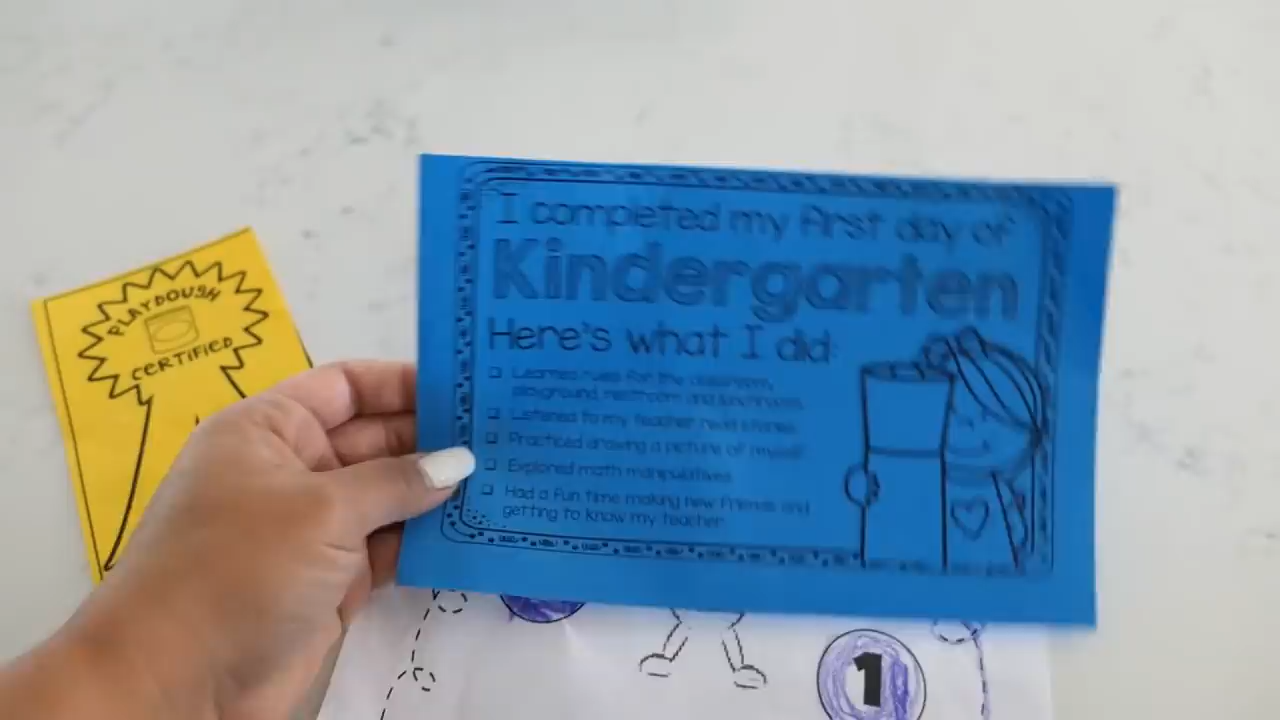 PLAYDOUGH
CERTIFIED
I completed my first day of
Kindergarten
Here's what I did:
Learned rules for the classroom,
playground, restroom and lunchroom.
Listened to my teacher read stories.
Practiced drawing a picture of myself.
Explored math manipulatives.
Had a fun time making new friends and
getting to know my teacher.
1